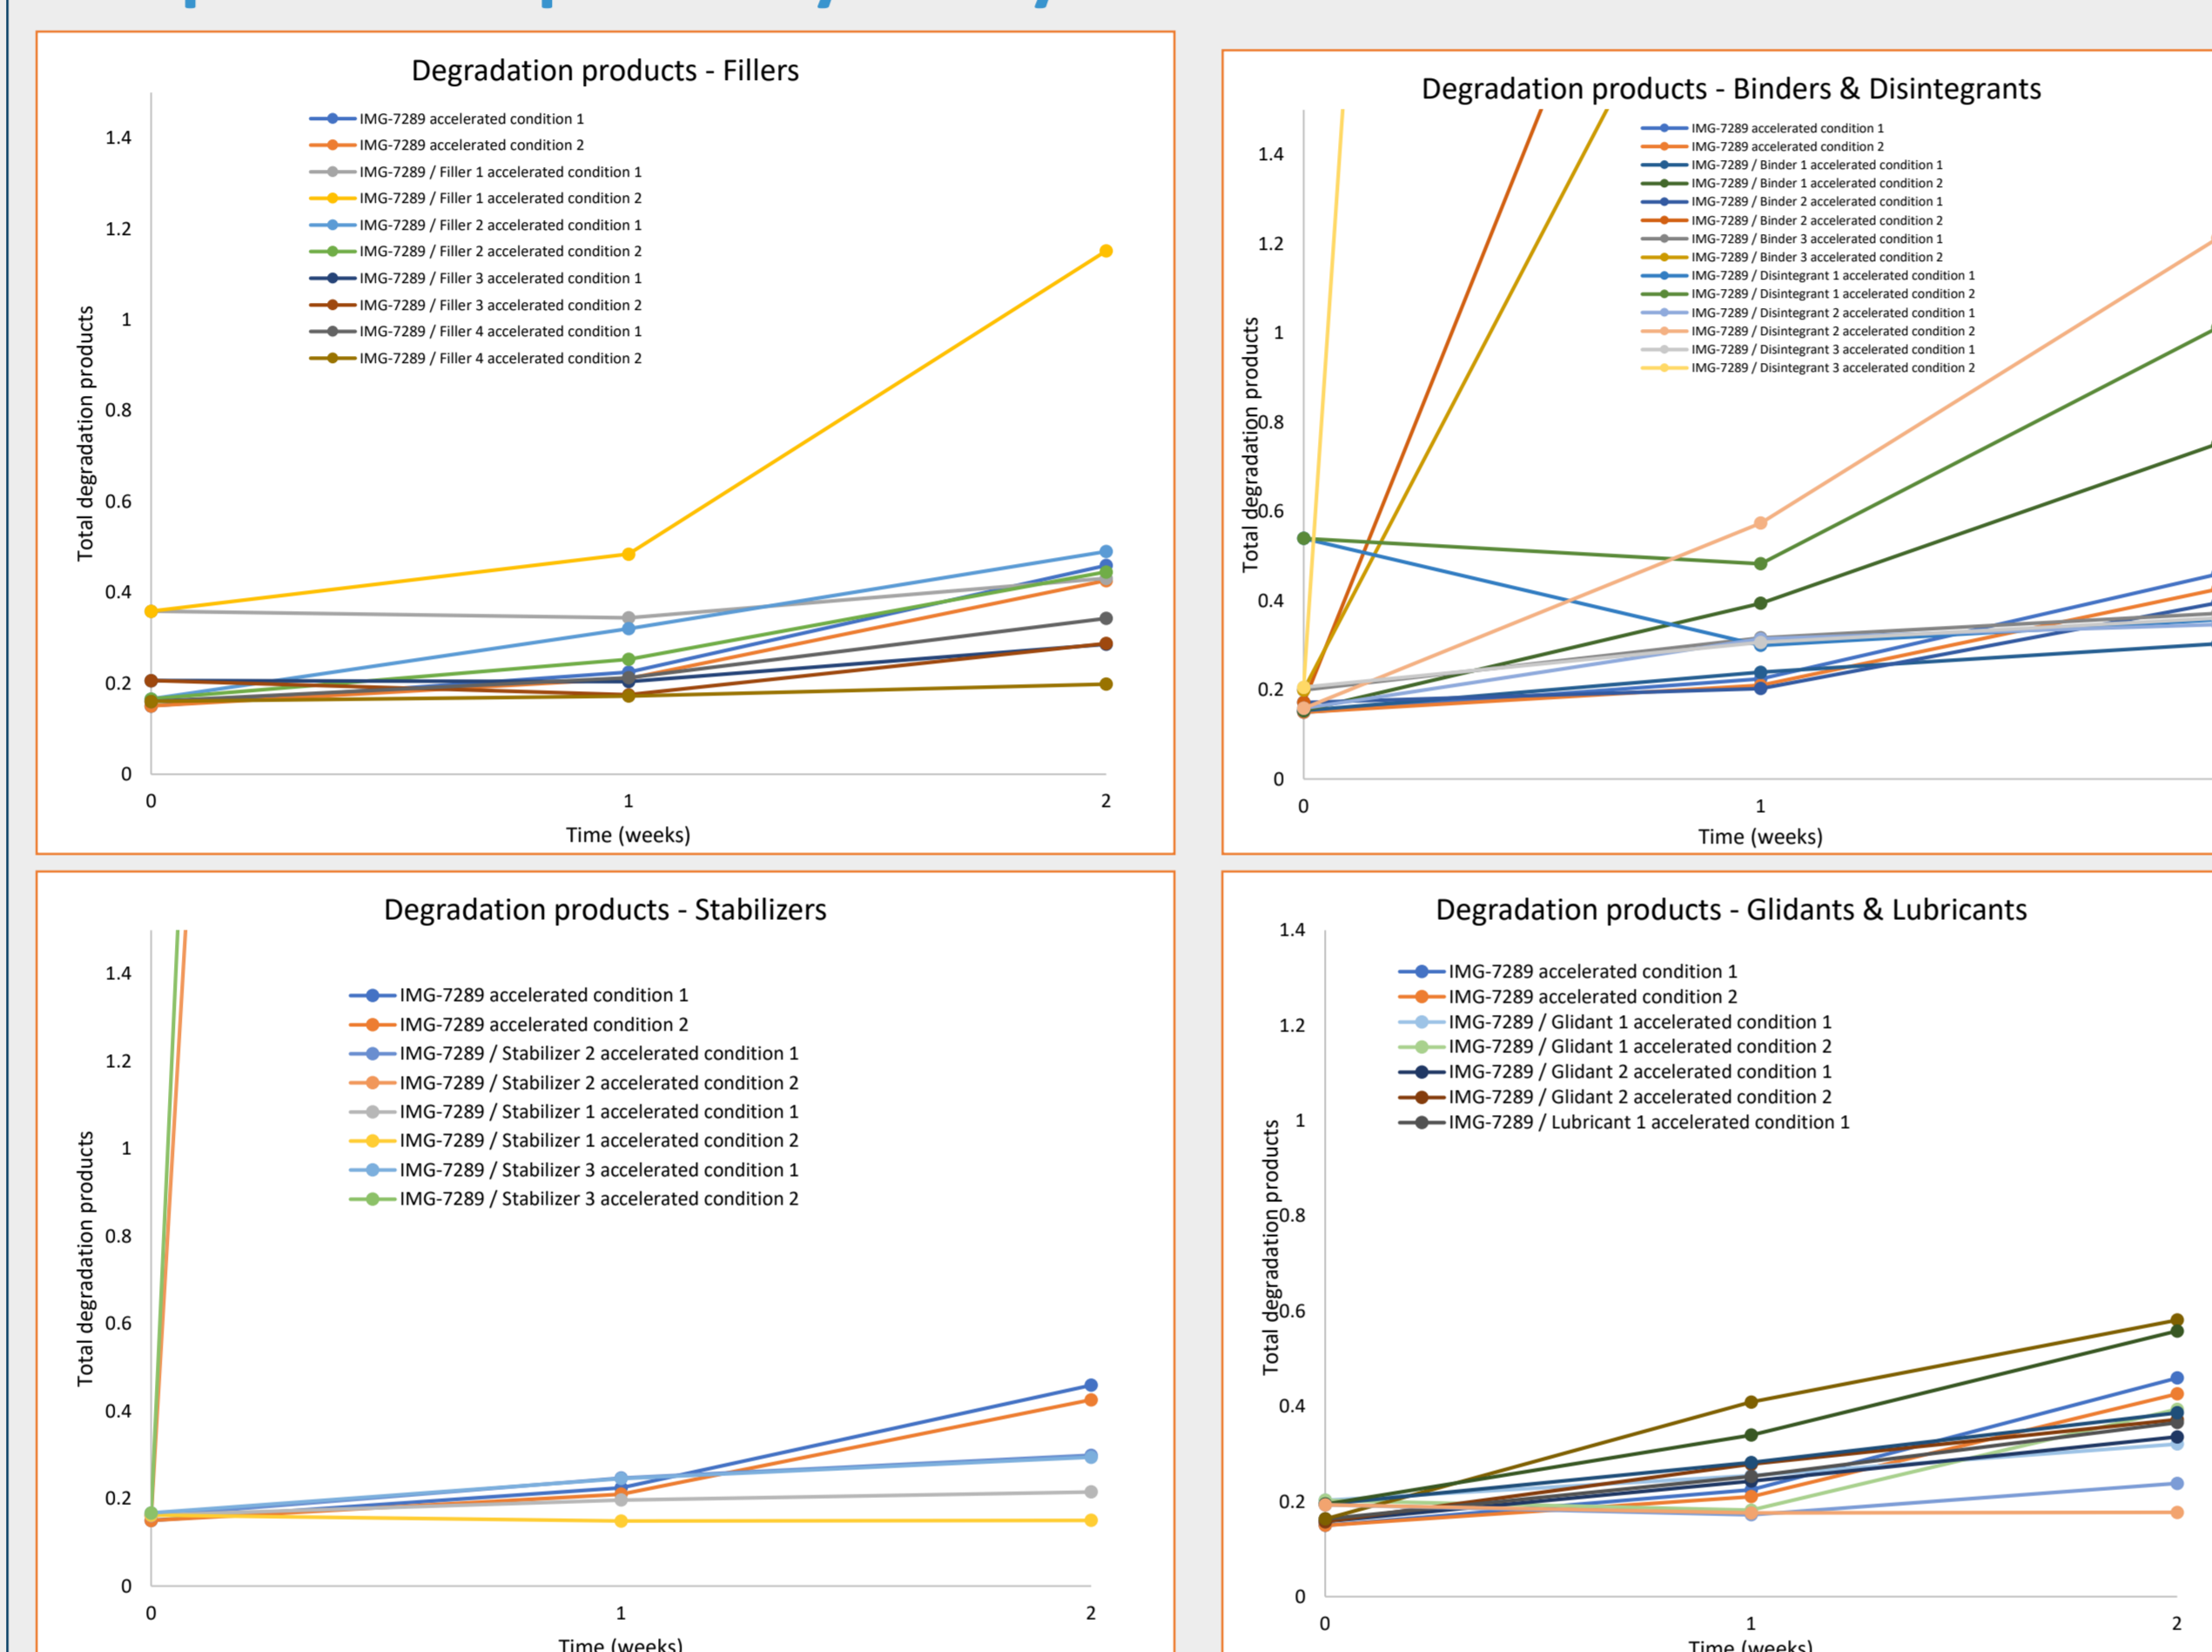 Degradation products - Fillers
IMG-7289 accelerated condition 1
IMG-7289 accelerated condition 2
IMG-7289 / Filler 1 accelerated condition 1
IMG-7289 / Filler 1 accelerated condition 2
IMG-7289 / Filler 2 accelerated condition 1
IMG-7289 / Filler 2 accelerated condition 2
IMG-7289 / Filler 3 accelerated condition 1
IMG-7289 / Filler 3 accelerated condition 2
IMG-7289 / Filler 4 accelerated condition 1
IMG-7289 / Filler 4 accelerated condition 2
Total degradation products
1.4
1.2
1
0.8
0.6
0.4
0.2
0
0 1 2
Time (weeks)
Degradation products - Binders & Disintegrants
IMG-7289 accelerated condition 1
IMG-7289 accelerated condition 2
IMG-7289 / Binder 1 accelerated condition 1
IMG-7289 / Binder 1 accelerated condition 2
IMG-7289 / Binder 2 accelerated condition 1
IMG-7289 / Binder 2 accelerated condition 2
IMG-7289 / Binder 3 accelerated condition 1
IMG-7289 / Binder 3 accelerated condition 2
IMG-7289 / Disintegrant 1 accelerated condition 1
IMG-7289 / Disintegrant 1 accelerated condition 2
IMG-7289 / Disintegrant 2 accelerated condition 1
IMG-7289 / Disintegrant 2 accelerated condition 2
IMG-7289 / Disintegrant 3 accelerated condition 1
IMG-7289 / Disintegrant 3 accelerated condition 2
Total degradation products
1.4
1.2
1
0.8
0.6
0.4
0.2
0
0 1
Time (weeks)
Degradation products - Stabilizers
IMG-7289 accelerated condition 1
IMG-7289 accelerated condition 2
IMG-7289 / Stabilizer 2 accelerated condition 1
IMG-7289 / Stabilizer 2 accelerated condition 2
IMG-7289 / Stabilizer 1 accelerated condition 1
IMG-7289 / Stabilizer 1 accelerated condition 2
IMG-7289 / Stabilizer 3 accelerated condition 1
IMG-7289 / Stabilizer 3 accelerated condition 2
Total degradation products
1.4
1.2
1
0.8
0.6
0.4
0.2
0
0 1 2
Time (weeks)
Degradation products - Glidants & Lubricants
IMG-7289 accelerated condition 1
IMG-7289 accelerated condition 2
IMG-7289 / Glidant 1 accelerated condition 1
IMG-7289 / Glidant 1 accelerated condition 2
IMG-7289 / Glidant 2 accelerated condition 1
IMG-7289 / Glidant 2 accelerated condition 2
IMG-7289 / Lubricant 1 accelerated condition 1
Total degradation products
1.4
1.2
1
0.8
0.6
0.4
0.2
0
0 1 2
Time (weeks)